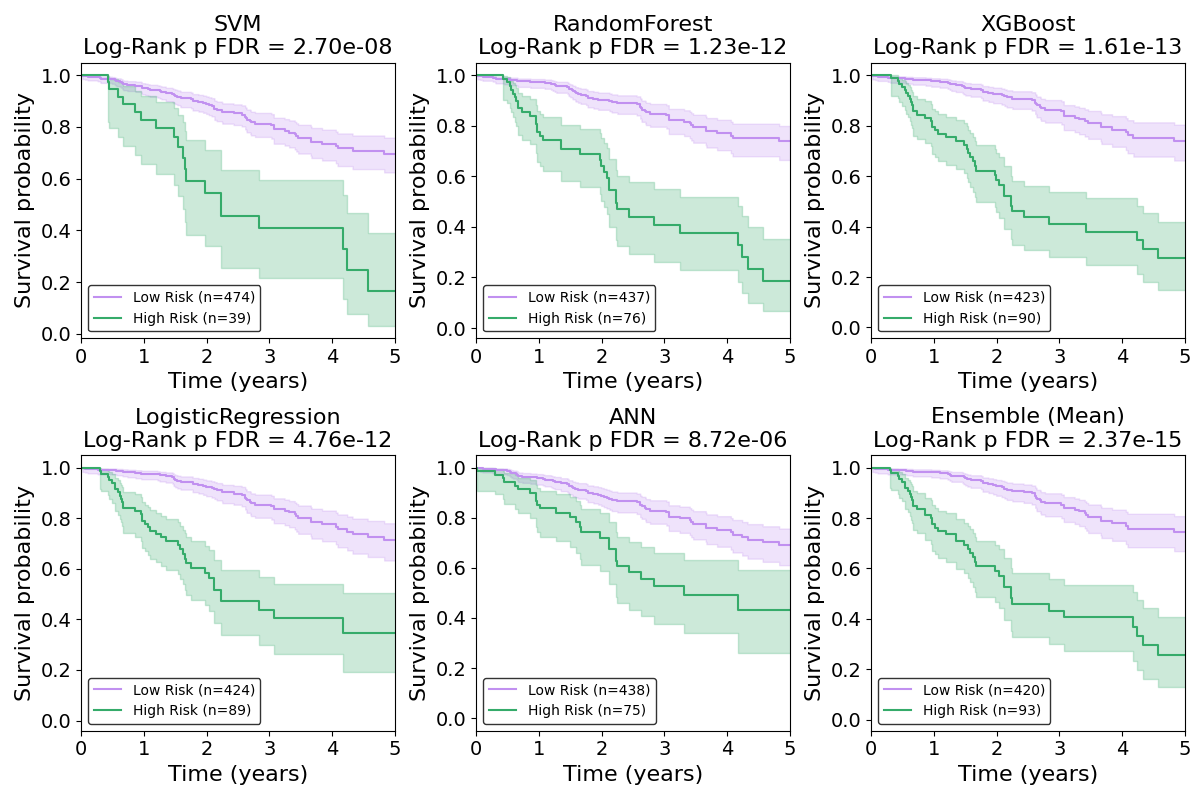 SVM
Log-Rank p FDR = 2.70e-08
Survival probability
1.0
0.8
0.6
0.4
0.2
0.0
Low Risk (n=474)
High Risk (n=39)
0 1 2 3 4 5
Time (years)
RandomForest
Log-Rank p FDR = 1.23e-12
Survival probability
1.0
0.8
0.6
0.4
0.2
0.0
Low Risk (n=437)
High Risk (n=76)
0 1 2 3 4 5
Time (years)
XGBoost
Log-Rank p FDR = 1.61e-13
Survival probability
1.0
0.8
0.6
0.4
0.2
0.0
Low Risk (n=423)
High Risk (n=90)
0 1 2 3 4 5
Time (years)
LogisticRegression
Log-Rank p FDR = 4.76e-12
Survival probability
1.0
0.8
0.6
0.4
0.2
0.0
Low Risk (n=424)
High Risk (n=89)
0 1 2 3 4 5
Time (years)
ANN
Log-Rank p FDR = 8.72e-06
Survival probability
1.0
0.8
0.6
0.4
0.2
0.0
Low Risk (n=438)
High Risk (n=75)
0 1 2 3 4 5
Time (years)
Ensemble (Mean)
Log-Rank p FDR = 2.37e-15
Survival probability
1.0
0.8
0.6
0.4
0.2
0.0
Low Risk (n=420)
High Risk (n=93)
0 1 2 3 4 5
Time (years)